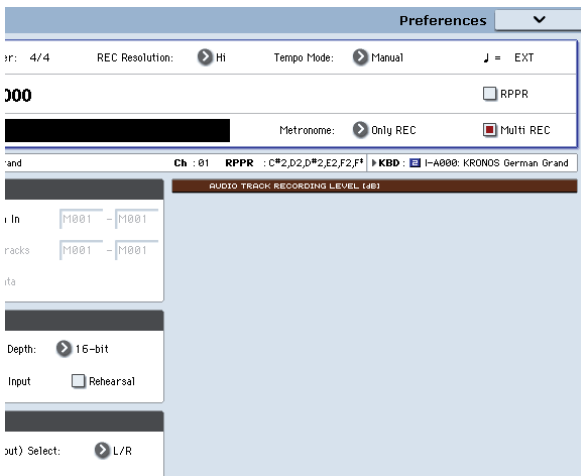 Preferences
er: 4/4 REC Resolution: Hi Tempo Mode: Manual ♩ = EXT
000 RPPR
Metronome: Only REC Multi REC
rand Ch :01 RPPR :C#2,D2,D#2,E2,F2,F# KBD : I-A000: KRONOS German Grand
AUDIO TRACK RECORDING LEVEL (dB)
In M001 - M001
racks M001 - M001
ata
Depth: 16-bit
Input Rehearsal
out) Select: L/R